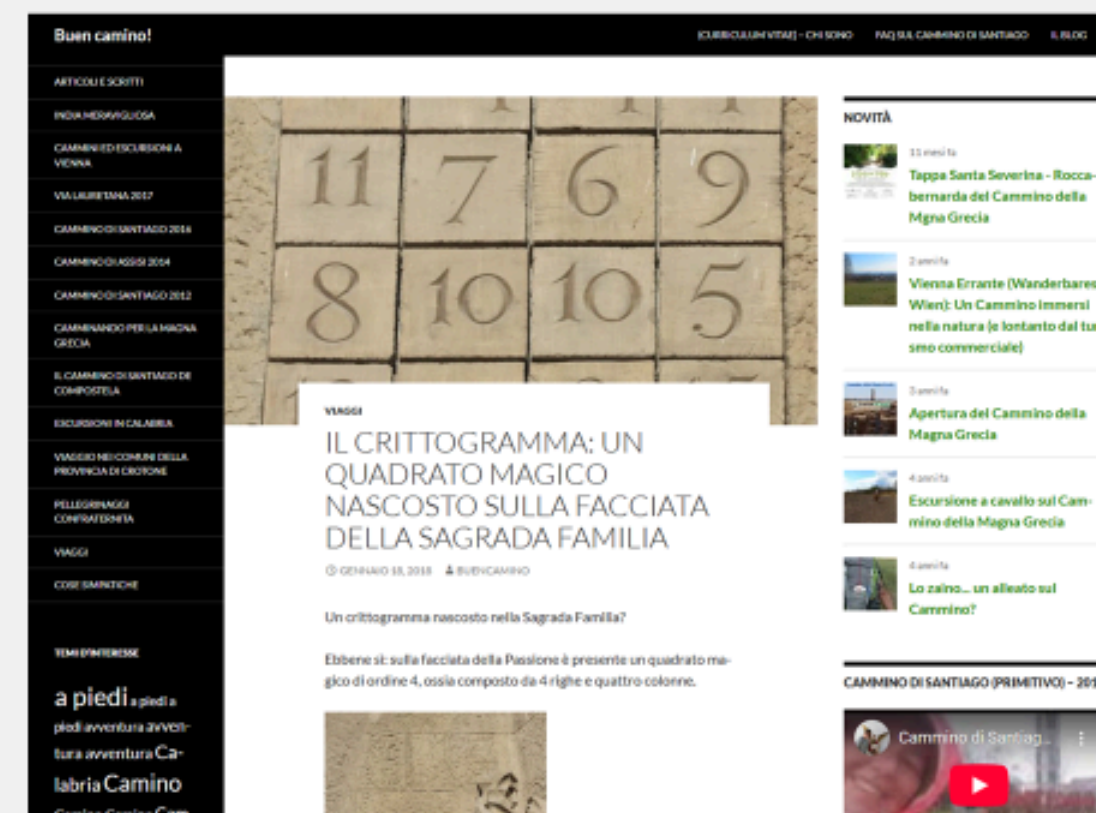 Buen camino!
[CURRICULUM VITAE] – CHI SONO
FAQ SUL CAMMINO DI SANTIAGO
IL BLOG
ARTICOLI E SCRITTI
INDIA MERAVIGLIOSA
CAMMINI ED ESCURSIONI A
VIENNA
VIA LAURETANA 2017
CAMMINO DI SANTIAGO 2016
CAMMINO DI ASSISI 2014
CAMMINO DI SANTIAGO 2012
CAMMINANDO PER LA MAGNA
GRECIA
IL CAMMINO DI SANTIAGO DE
COMPOSTELA
ESCURSIONI IN CALABRIA
VIAGGIO NEI COMUNI DELLA
PROVINCIA DI CROTONE
PELLEGRINAGGI
CONFRATERNITA
VIAGGI
COSE SIMPATICHE
TEMI D'INTERESSE
a piedi a piedi a
piedi avventura avven-
tura avventura Ca-
labria Camino
11 7 6 9
8 10 10 5
VIAGGI
IL CRITTOGRAMMA: UN
QUADRATO MAGICO
NASCOSTO SULLA FACCIATA
DELLA SAGRADA FAMILIA
GENNAIO 18, 2018 BUENCAMINO
Un crittogramma nascosto nella Sagrada Familia?
Ebbene sì: sulla facciata della Passione è presente un quadrato ma-
gico di ordine 4, ossia composto da 4 righe e quattro colonne.
NOVITÀ
11 mesi fa
Tappa Santa Severina - Rocca-
bernarda del Cammino della
Mgna Grecia
2 anni fa
Vienna Errante (Wanderbares
Wien): Un Cammino immersi
nella natura (e lontanto dal tur
smo commerciale)
3 anni fa
Apertura del Cammino della
Magna Grecia
4 anni fa
Escursione a cavallo sul Cam-
mino della Magna Grecia
4 anni fa
Lo zaino... un alleato sul
Cammino?
CAMMINO DI SANTIAGO (PRIMITIVO) – 201
Cammino di Santiag...